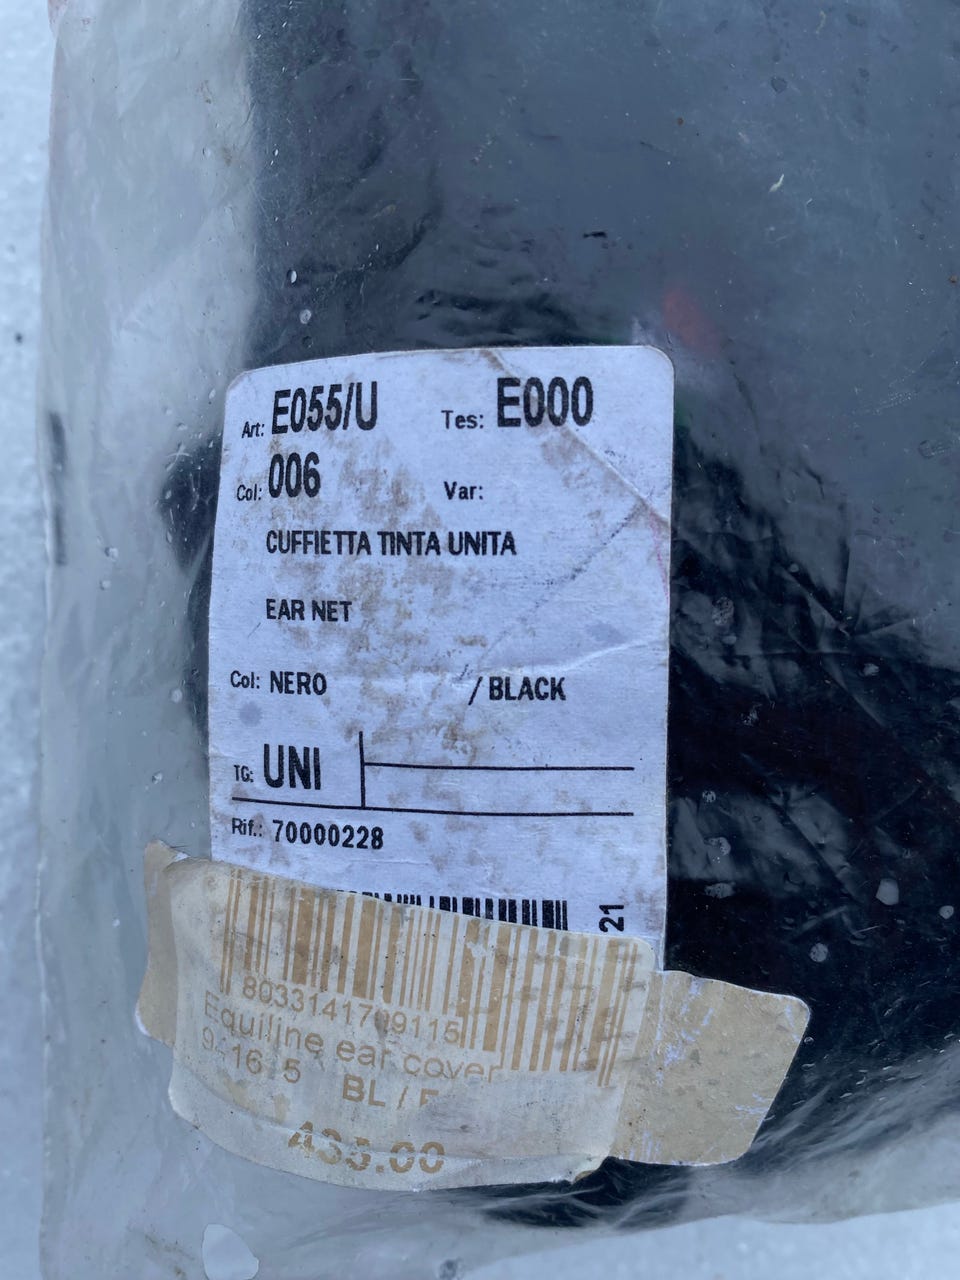 Art: E055/U Tes: E000
Col: 006 Var:
CUFFIETTA TINTA UNITA
EAR NET
Col: NERO / BLACK
TG: UNI
Rif.: 70000228
21
Equiline ear cover
BL /